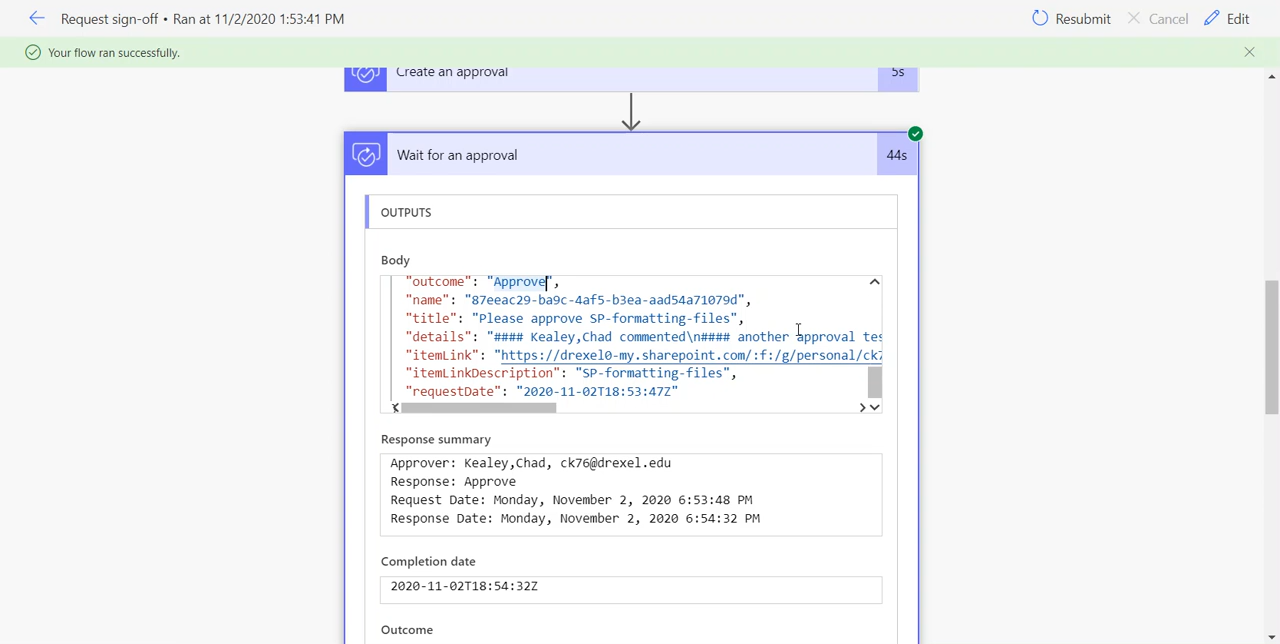 Request sign-off • Ran at 11/2/2020 1:53:41 PM
Resubmit
Cancel
Edit
Your flow ran successfully.
Create an approval
5s
Wait for an approval
44s
OUTPUTS
Body
"outcome": "Approve",
"name": "87eeac29-ba9c-4af5-b3ea-aad54a71079d",
"title": "Please approve SP-formatting-files",
"details": "#### Kealey,Chad commented\n#### another approval tes
"itemLink": "https://drexel0-my.sharepoint.com/:f:/g/personal/ck7
"itemLinkDescription": "SP-formatting-files",
"requestDate": "2020-11-02T18:53:47Z"
Response summary
Approver: Kealey,Chad, ck76@drexel.edu
Response: Approve
Request Date: Monday, November 2, 2020 6:53:48 PM
Response Date: Monday, November 2, 2020 6:54:32 PM
Completion date
2020-11-02T18:54:32Z
Outcome